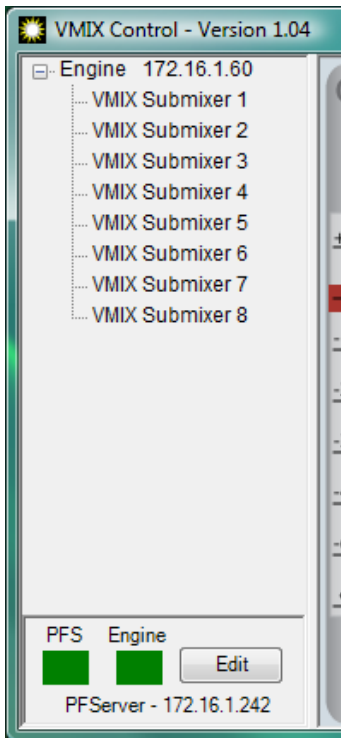 VMIX Control - Version 1.04
Engine 172.16.1.60
VMIX Submixer 1
VMIX Submixer 2
VMIX Submixer 3
VMIX Submixer 4
VMIX Submixer 5
VMIX Submixer 6
VMIX Submixer 7
VMIX Submixer 8
PFS Engine
Edit
PFServer - 172.16.1.242